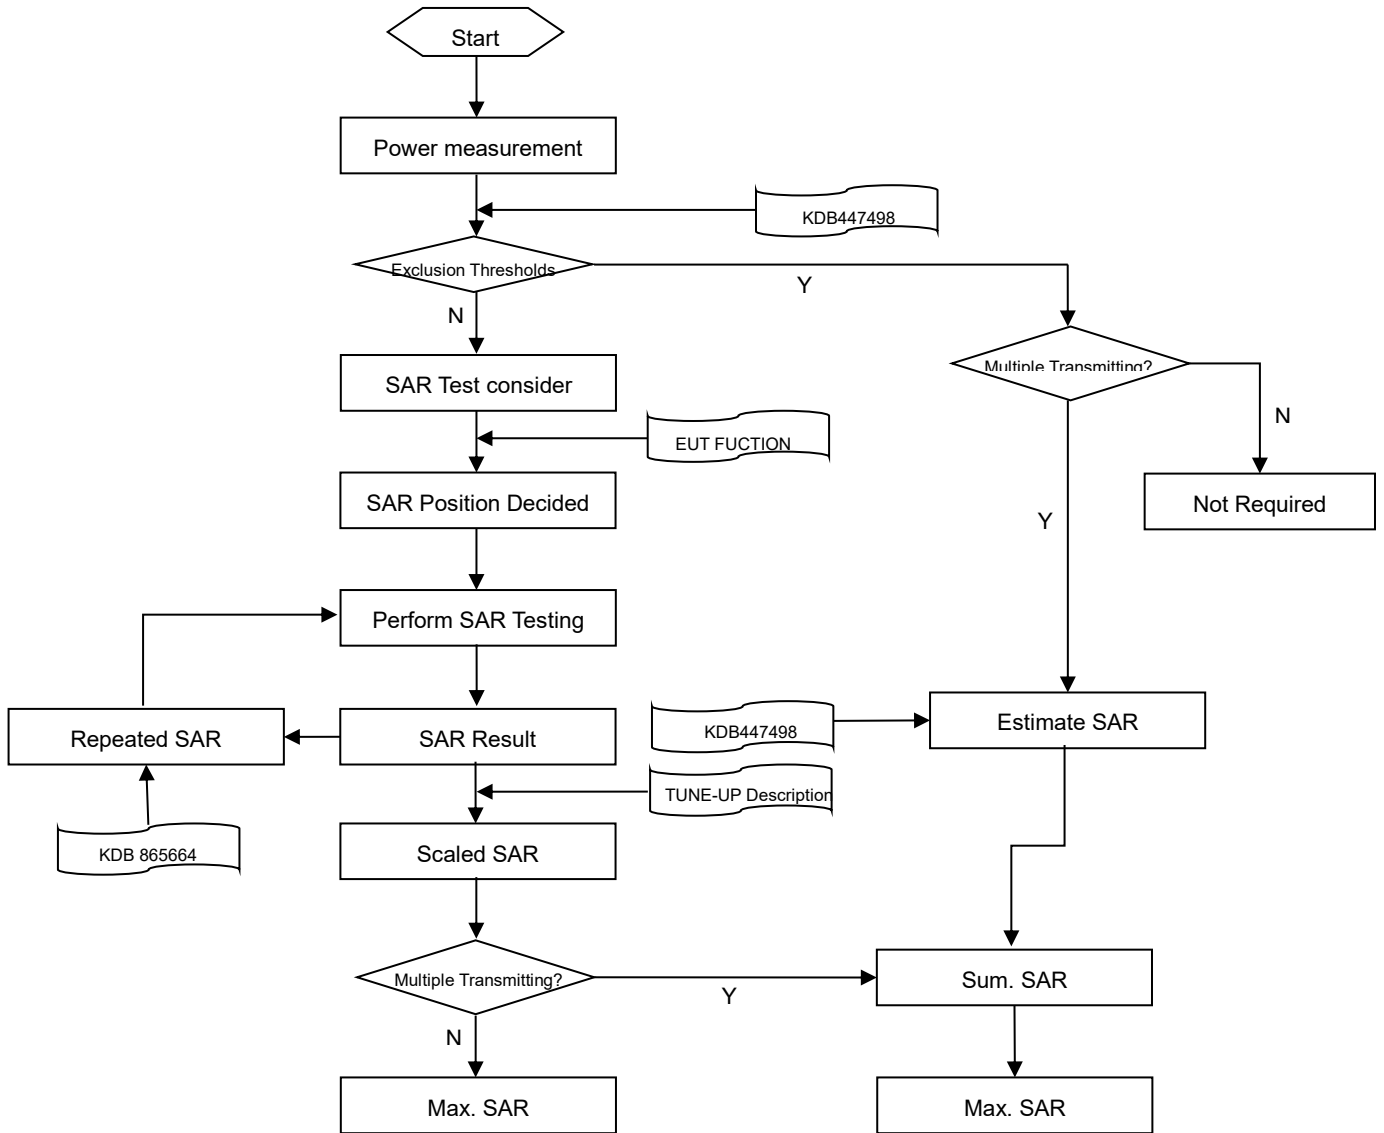 Start
Power measurement
KDB447498
Exclusion Thresholds
Y
N
Multiple Transmitting?
SAR Test consider
N
EUT FUCTION
SAR Position Decided
Not Required
Y
Perform SAR Testing
Repeated SAR
SAR Result
KDB447498
Estimate SAR
TUNE-UP Description
KDB 865664
Scaled SAR
Multiple Transmitting?
Y
Sum. SAR
N
Max. SAR
Max. SAR